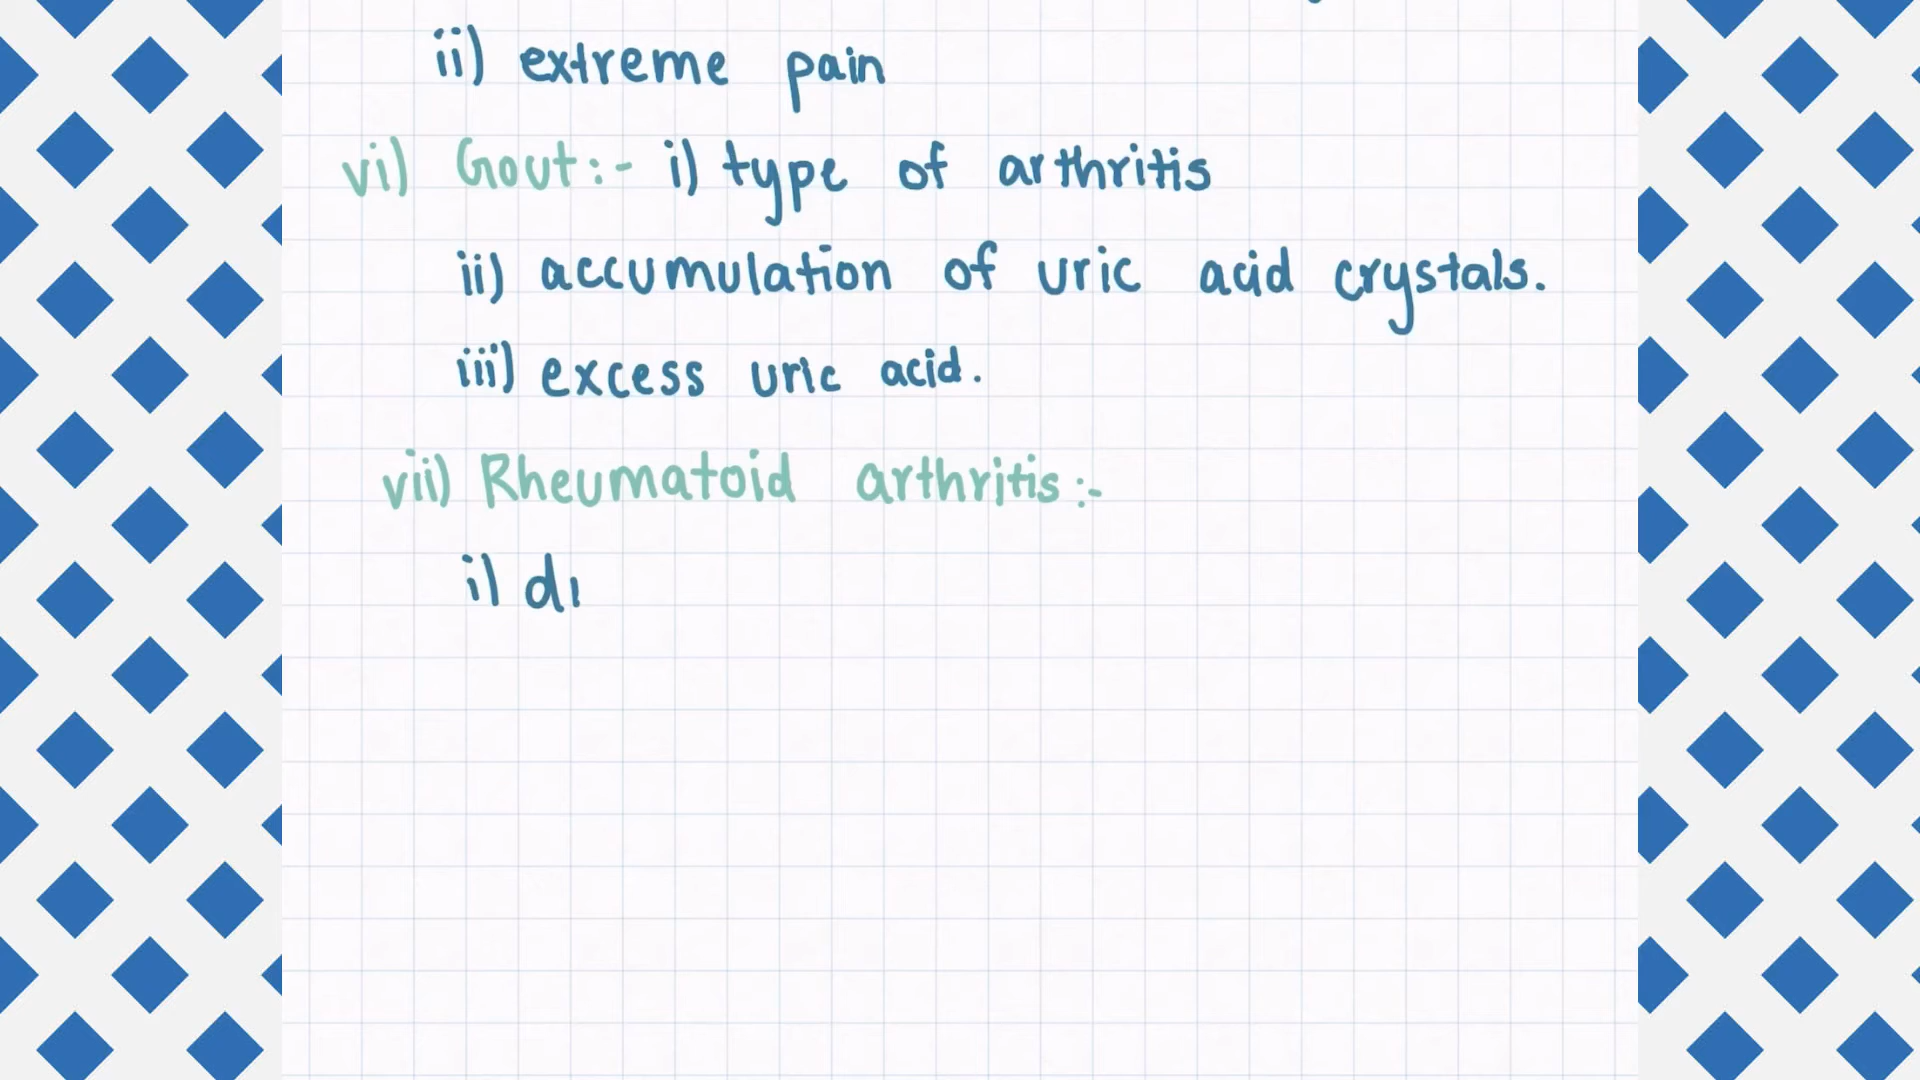 ii) extreme pain
vi) Gout:- i) type of arthritis
ii) accumulation of uric acid crystals.
iii) excess uric acid.
vii) Rheumatoid arthritis:-
i) di